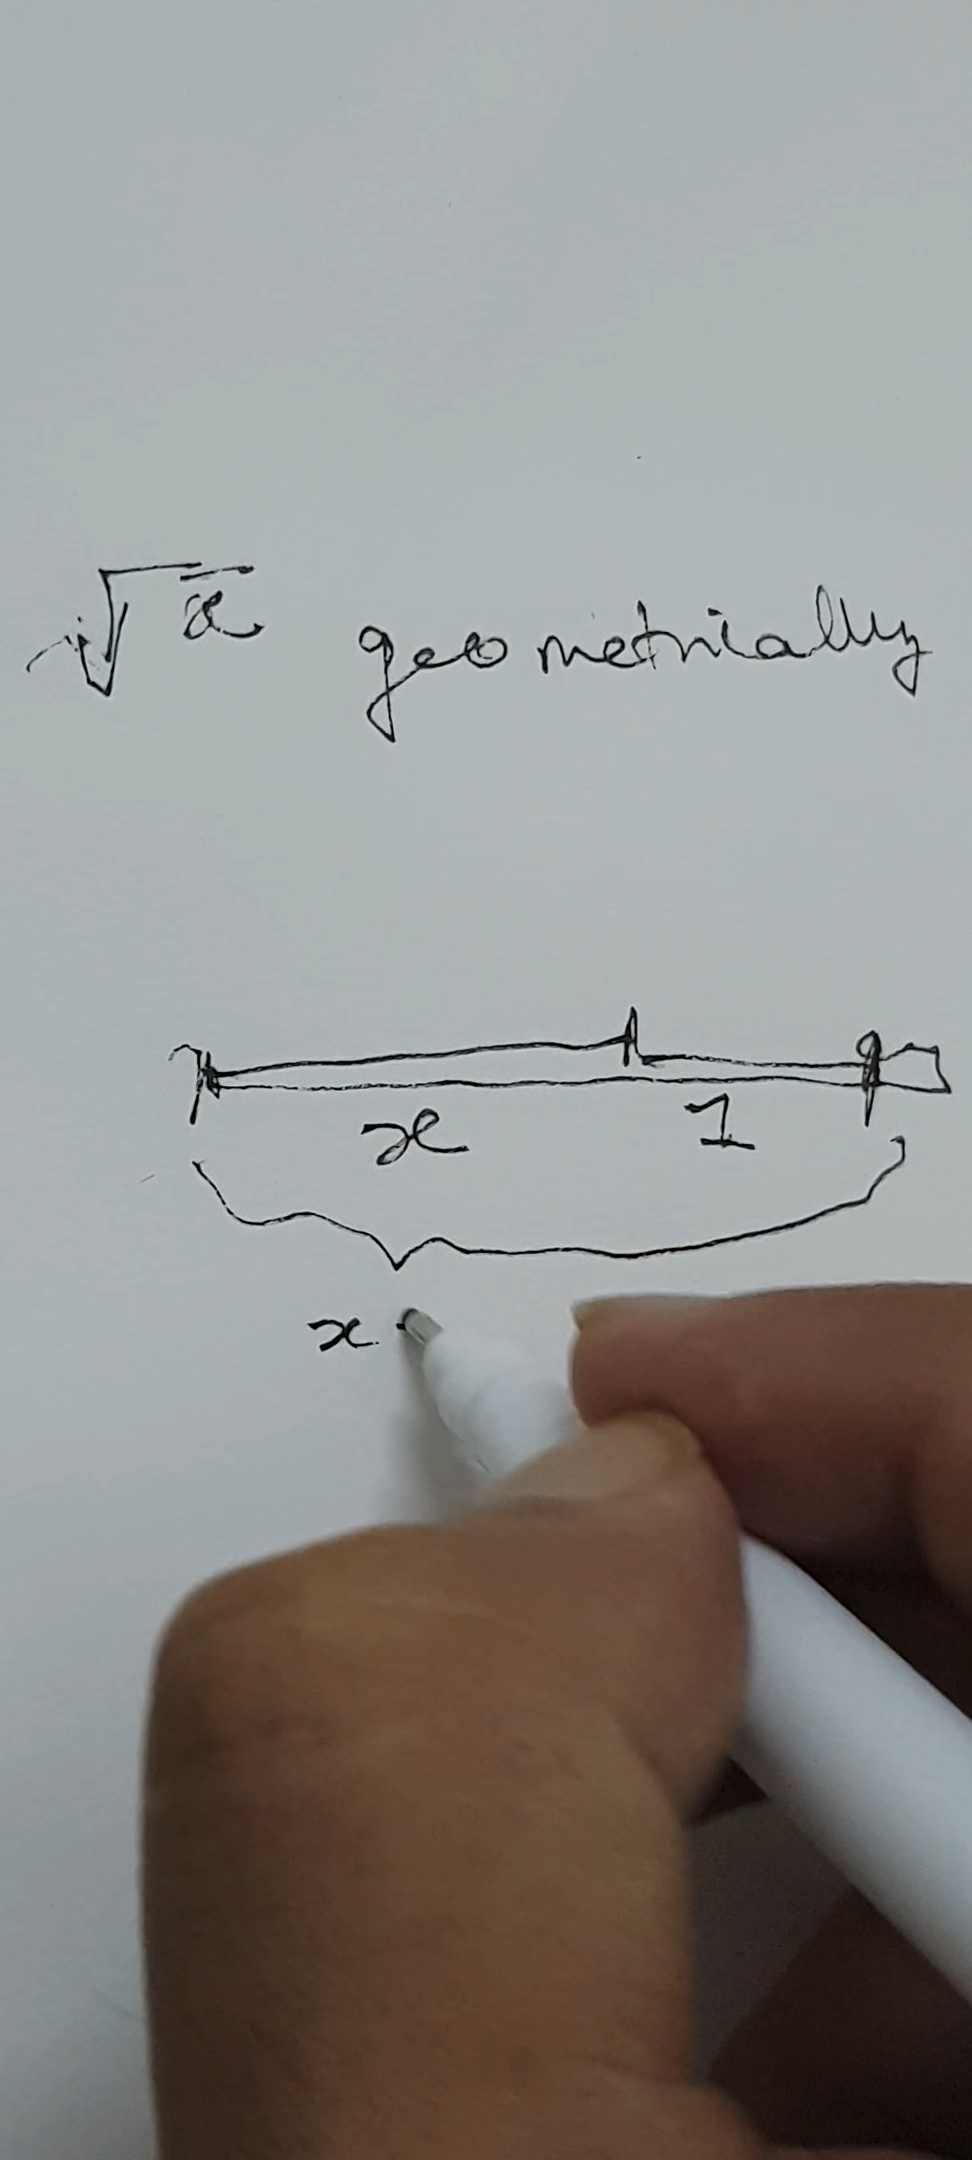 √x geometrically
x 1
x